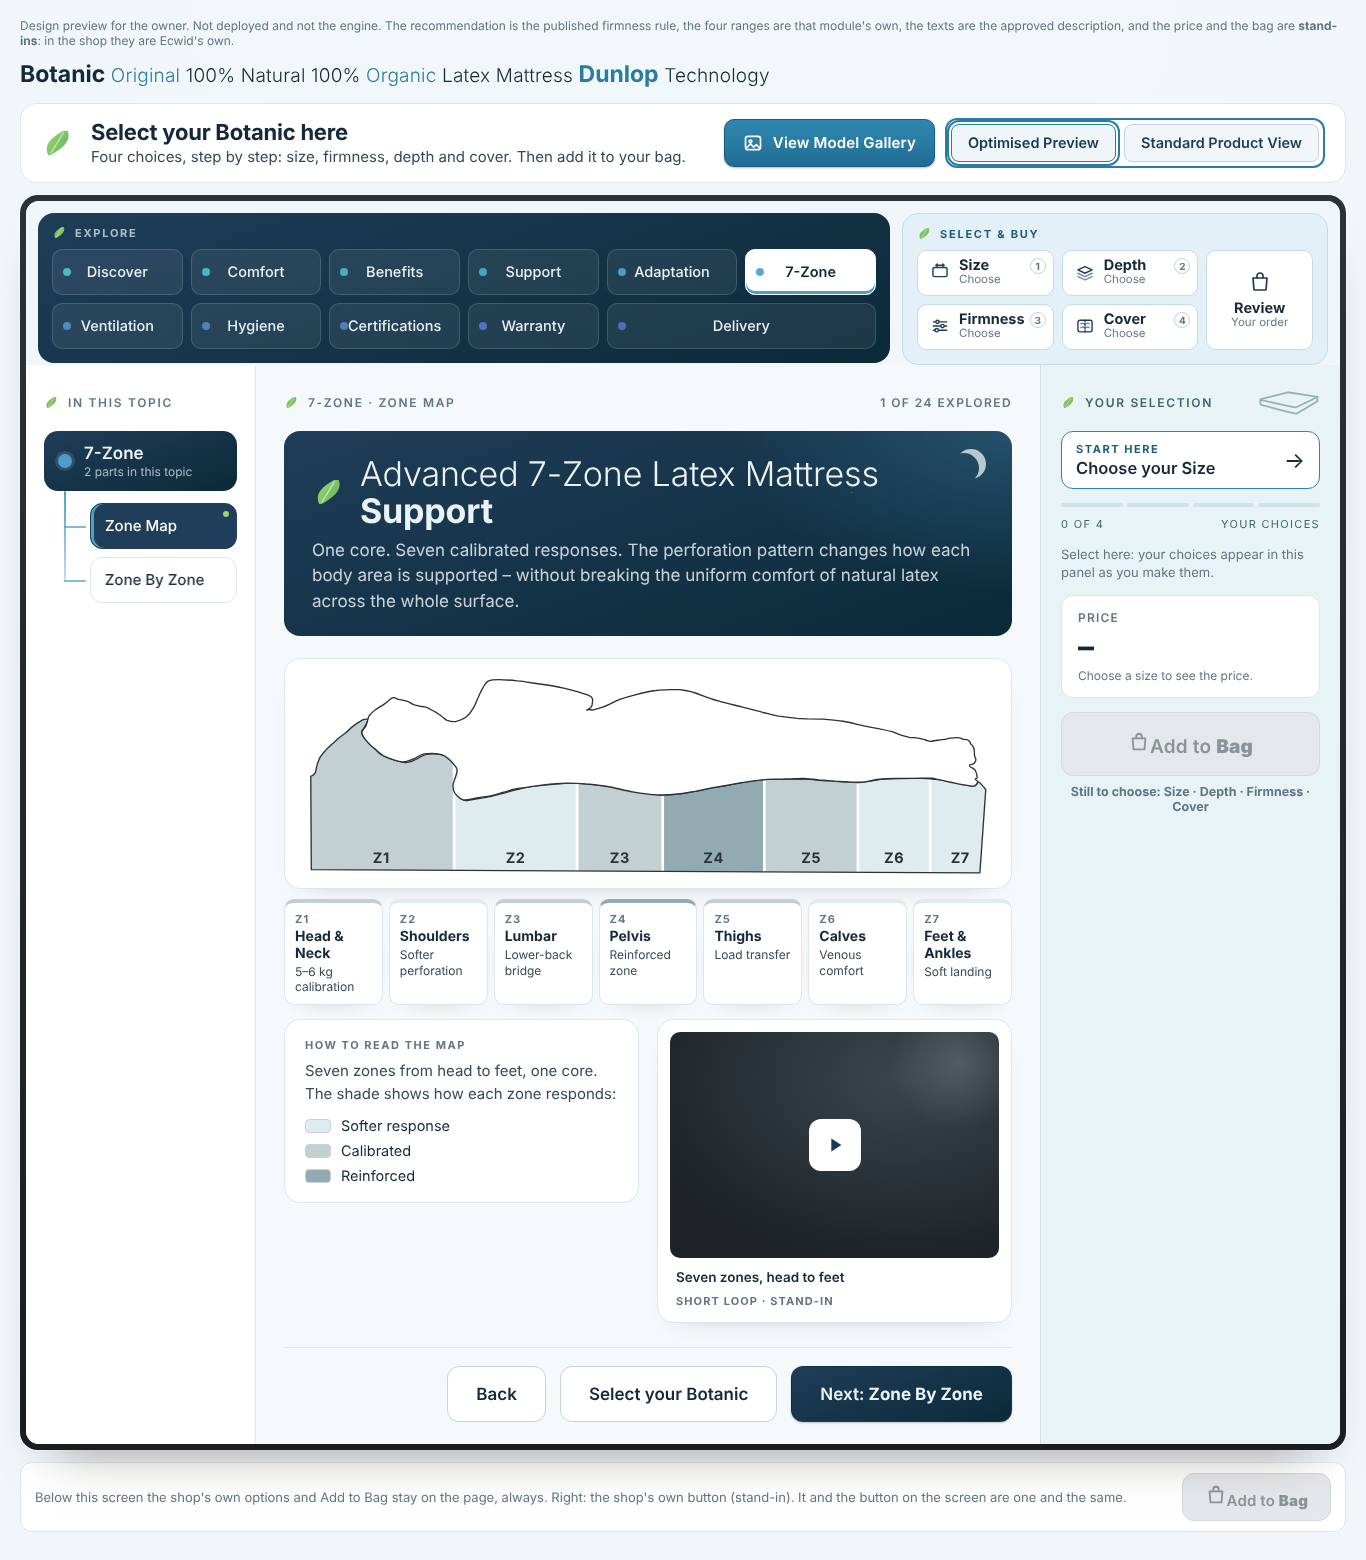 Design preview for the owner. Not deployed and not the engine. The recommendation is the published firmness rule, the four ranges are that module's own, the texts are the approved description, and the price and the bag are stand-
ins: in the shop they are Ecwid's own.
Botanic Original 100% Natural 100% Organic Latex Mattress Dunlop Technology
Select your Botanic here
Four choices, step by step: size, firmness, depth and cover. Then add it to your bag.
View Model Gallery
Optimised Preview
Standard Product View
EXPLORE
Discover
Comfort
Benefits
Support
Adaptation
7-Zone
Ventilation
Hygiene
Certifications
Warranty
Delivery
SELECT & BUY
Size
Choose
1
Depth
Choose
2
Firmness
Choose
3
Cover
Choose
4
Review
Your order
IN THIS TOPIC
7-Zone
2 parts in this topic
Zone Map
Zone By Zone
7-ZONE · ZONE MAP
1 OF 24 EXPLORED
Advanced 7-Zone Latex Mattress
Support
One core. Seven calibrated responses. The perforation pattern changes how each
body area is supported – without breaking the uniform comfort of natural latex
across the whole surface.
Z1
Z2
Z3
Z4
Z5
Z6
Z7
Z1
Head &
Neck
5–6 kg
calibration
Z2
Shoulders
Softer
perforation
Z3
Lumbar
Lower-back
bridge
Z4
Pelvis
Reinforced
zone
Z5
Thighs
Load transfer
Z6
Calves
Venous
comfort
Z7
Feet &
Ankles
Soft landing
HOW TO READ THE MAP
Seven zones from head to feet, one core.
The shade shows how each zone responds:
Softer response
Calibrated
Reinforced
Seven zones, head to feet
SHORT LOOP · STAND-IN
Back
Select your Botanic
Next: Zone By Zone
YOUR SELECTION
START HERE
Choose your Size
0 OF 4
YOUR CHOICES
Select here: your choices appear in this
panel as you make them.
PRICE
–
Choose a size to see the price.
Add to Bag
Still to choose: Size · Depth · Firmness ·
Cover
Below this screen the shop's own options and Add to Bag stay on the page, always. Right: the shop's own button (stand-in). It and the button on the screen are one and the same.
Add to Bag